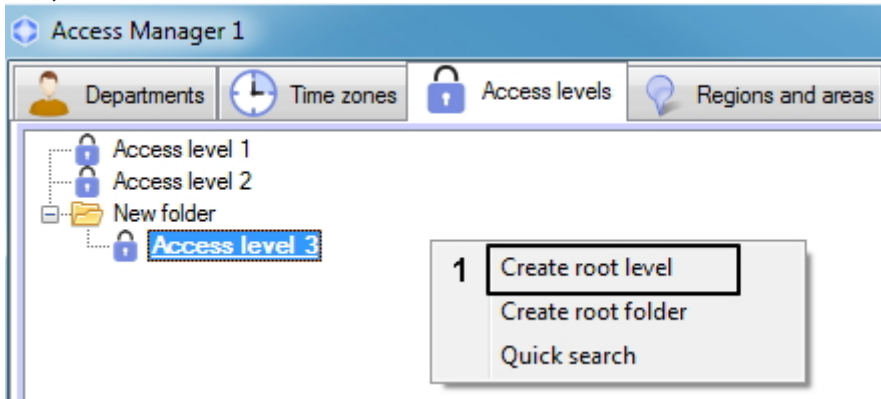 Access Manager 1
Departments Time zones Access levels Regions and areas
Access level 1
Access level 2
New folder
Access level 3
1 Create root level
Create root folder
Quick search